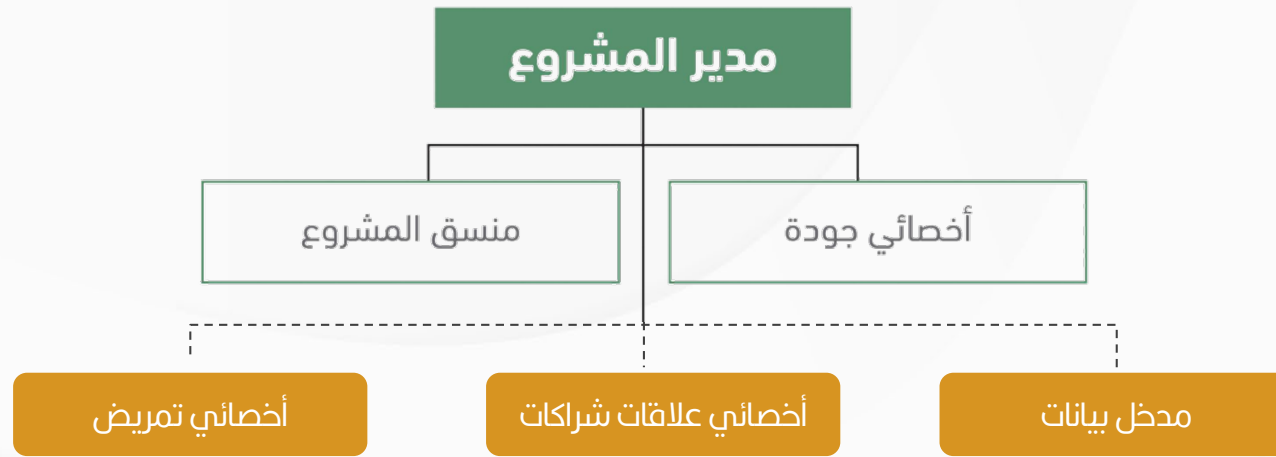 مدير المشروع
أخصائي جودة
منسق المشروع
مدخل بيانات
أخصائي علاقات شراكات
أخصائي تمريض